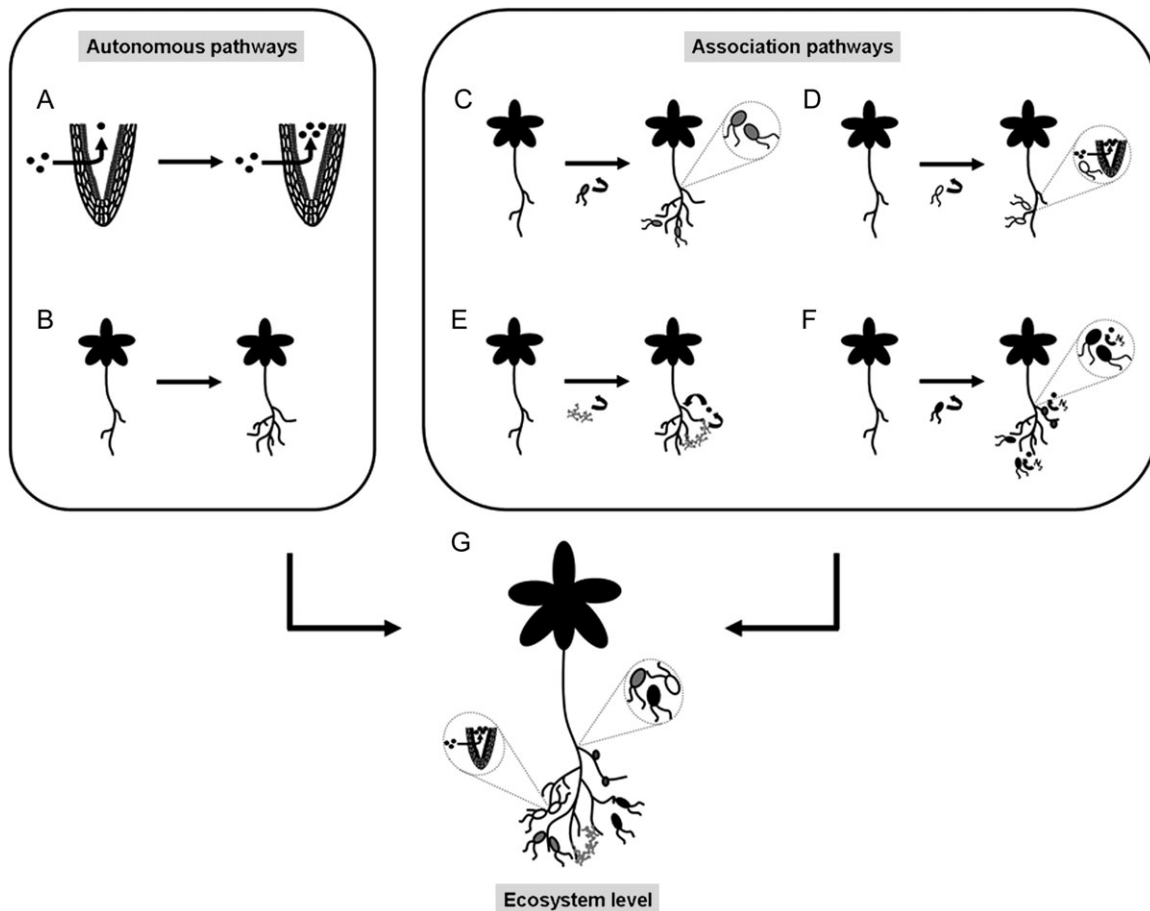 Autonomous pathways
Association pathways
A
C
D
B
E
F
G
Ecosystem level